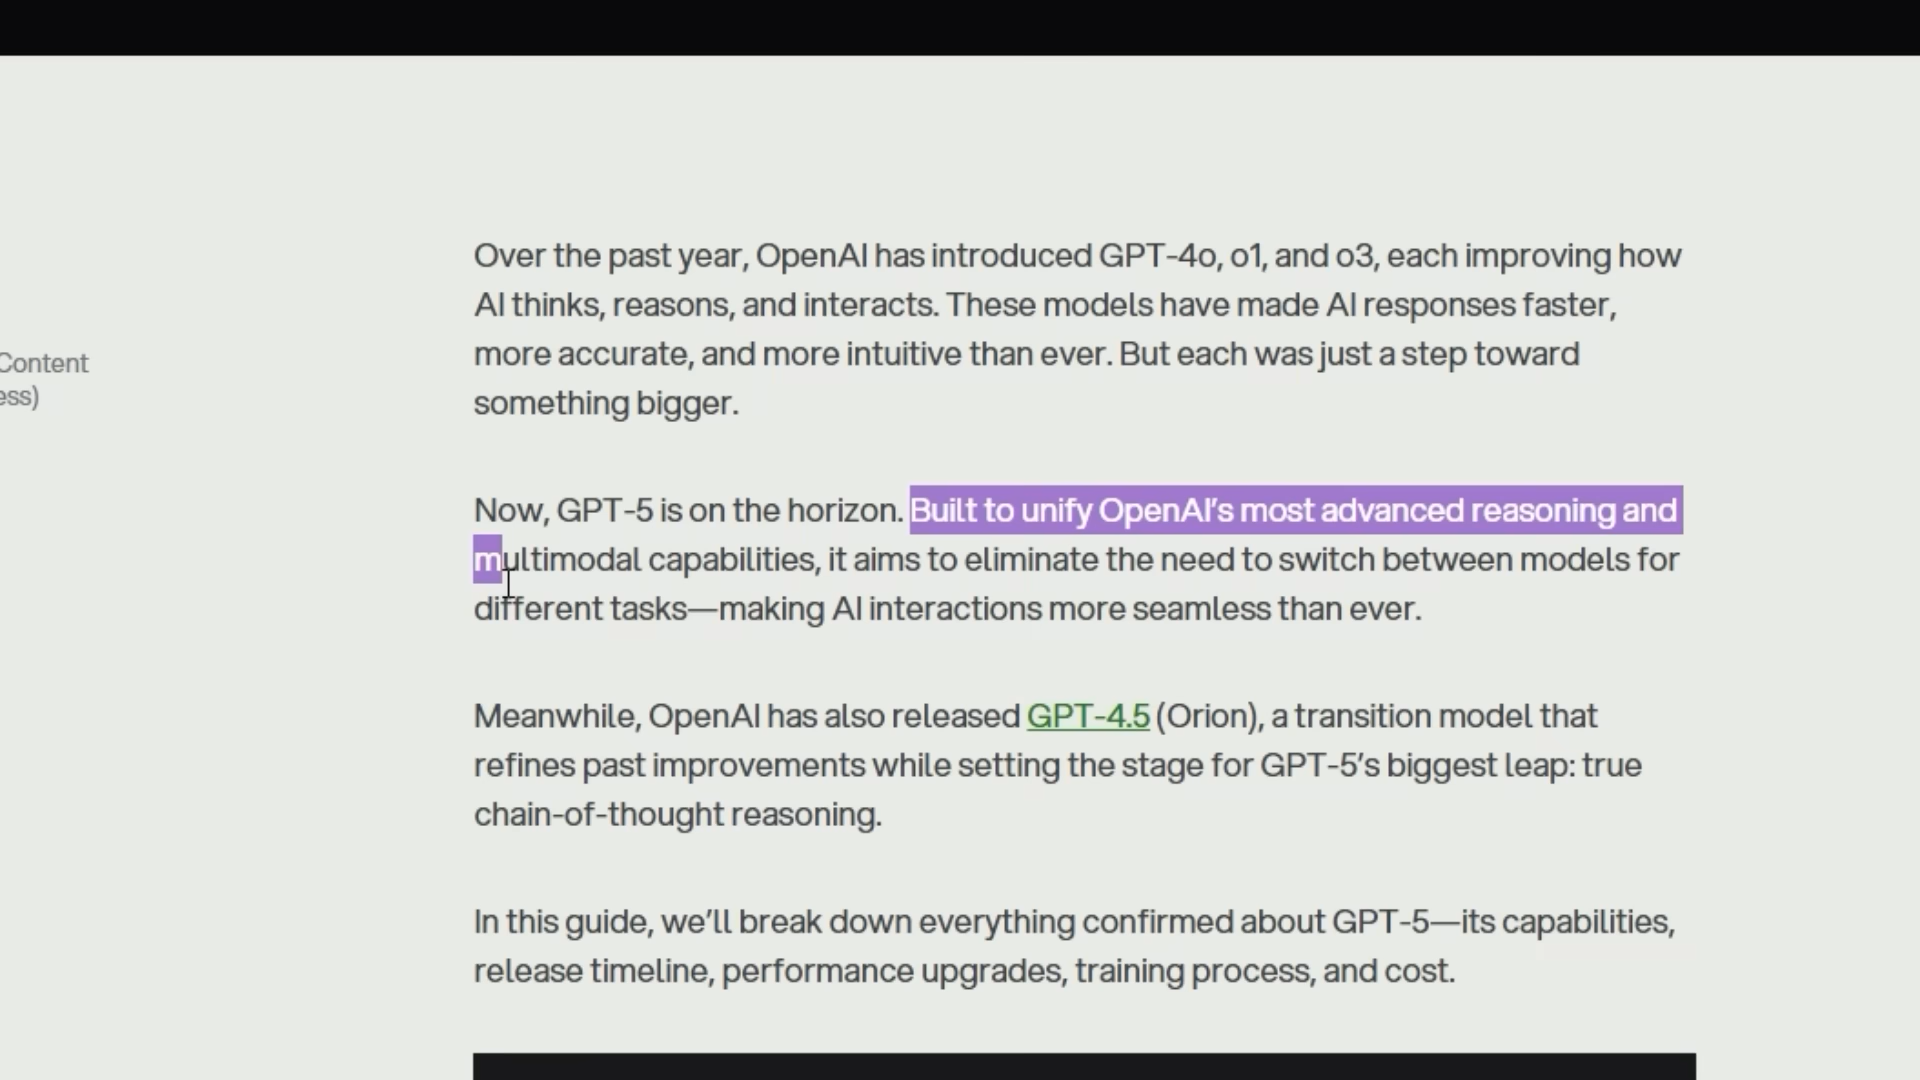 Content
ess)
Over the past year, OpenAI has introduced GPT-4o, o1, and o3, each improving how
AI thinks, reasons, and interacts. These models have made AI responses faster,
more accurate, and more intuitive than ever. But each was just a step toward
something bigger.
Now, GPT-5 is on the horizon. Built to unify OpenAI’s most advanced reasoning and
multimodal capabilities, it aims to eliminate the need to switch between models for
different tasks—making AI interactions more seamless than ever.
Meanwhile, OpenAI has also released GPT-4.5 (Orion), a transition model that
refines past improvements while setting the stage for GPT-5’s biggest leap: true
chain-of-thought reasoning.
In this guide, we’ll break down everything confirmed about GPT-5—its capabilities,
release timeline, performance upgrades, training process, and cost.